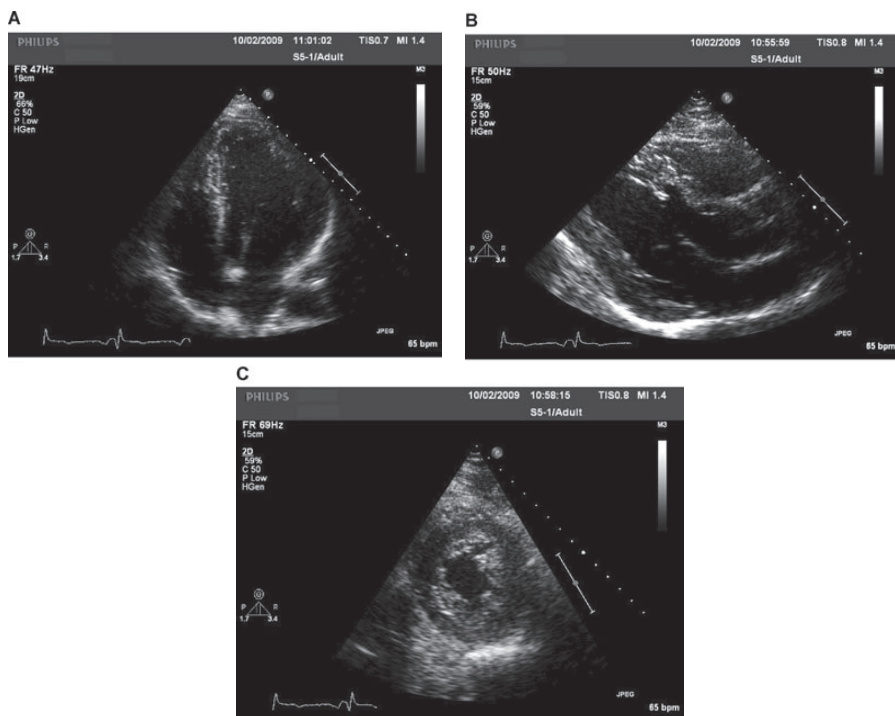 A
PHILIPS
10/02/2009 11:01:02 TIS0.7 MI 1.4
S5-1/Adult
FR 47Hz
19cm
2D
66%
C 50
P Low
HGen
M3
P R
1.7 3.4
JPEG
65 bpm
B
PHILIPS
10/02/2009 10:55:59 TIS0.8 MI 1.4
S5-1/Adult
FR 50Hz
15cm
2D
59%
C 50
P Low
HGen
M3
P R
1.7 3.4
JPEG
65 bpm
C
PHILIPS
10/02/2009 10:58:15 TIS0.8 MI 1.4
S5-1/Adult
FR 69Hz
15cm
2D
59%
C 50
P Low
HGen
M3
G
P R
1.7 3.4
JPEG
65 bpm